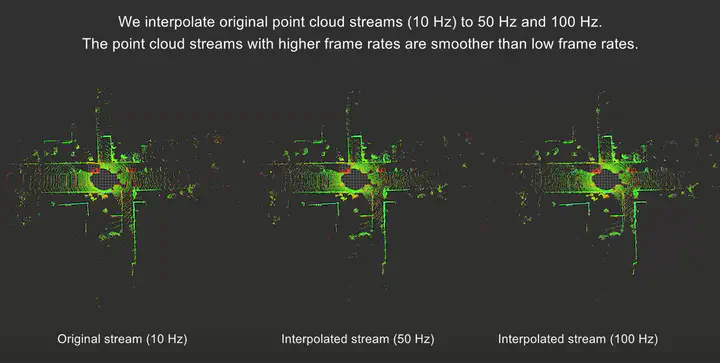 We interpolate original point cloud streams (10 Hz) to 50 Hz and 100 Hz.
The point cloud streams with higher frame rates are smoother than low frame rates.
Original stream (10 Hz)
Interpolated stream (50 Hz)
Interpolated stream (100 Hz)